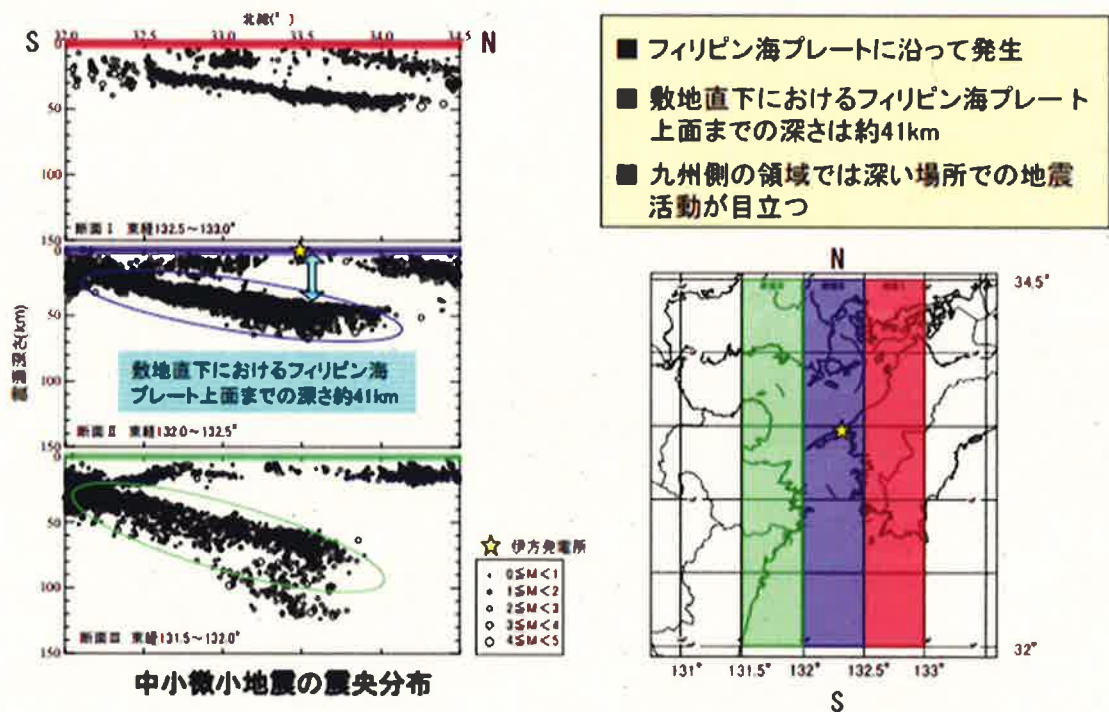 北緯(°)
S
32.0 32.5 33.0 33.5 34.0 34.5
N
0
50
100
150
断面Ⅰ 東経132.5~133.0°
0
50
100
150
敷地直下におけるフィリピン海
プレート上面までの深さ約41km
断面Ⅱ 東経132.0~132.5°
震源深さ(km)
0
50
100
150
断面Ⅲ 東経131.5~132.0°
伊方発電所
0≦M<1
1≦M<2
2≦M<3
3≦M<4
4≦M<5
中小微小地震の震央分布
■ フィリピン海プレートに沿って発生
■ 敷地直下におけるフィリピン海プレート
上面までの深さは約41km
■ 九州側の領域では深い場所での地震
活動が目立つ
N
34.5°
32°
131° 131.5° 132° 132.5° 133°
S